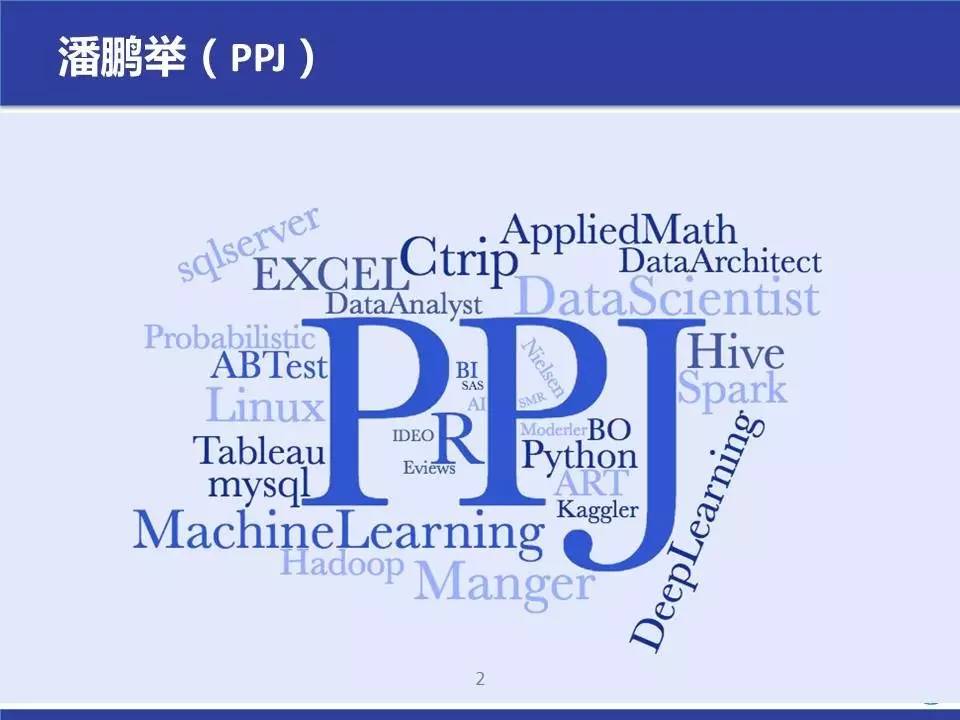 潘鹏举（PPJ）
sqlserver
AppliedMath
Ctrip
DataArchitect
EXCEL
DataAnalyst
DataScientist
PPJ
Probabilistic
ABTest
BI
SAS
AI
Nielsen
SMR
Hive
Spark
Linux
IDEO
R
Moderler
BO
Tableau
Eviews
Python
mysql
ART
Kaggler
MachineLearning
DeepLearning
Hadoop
Manger
2